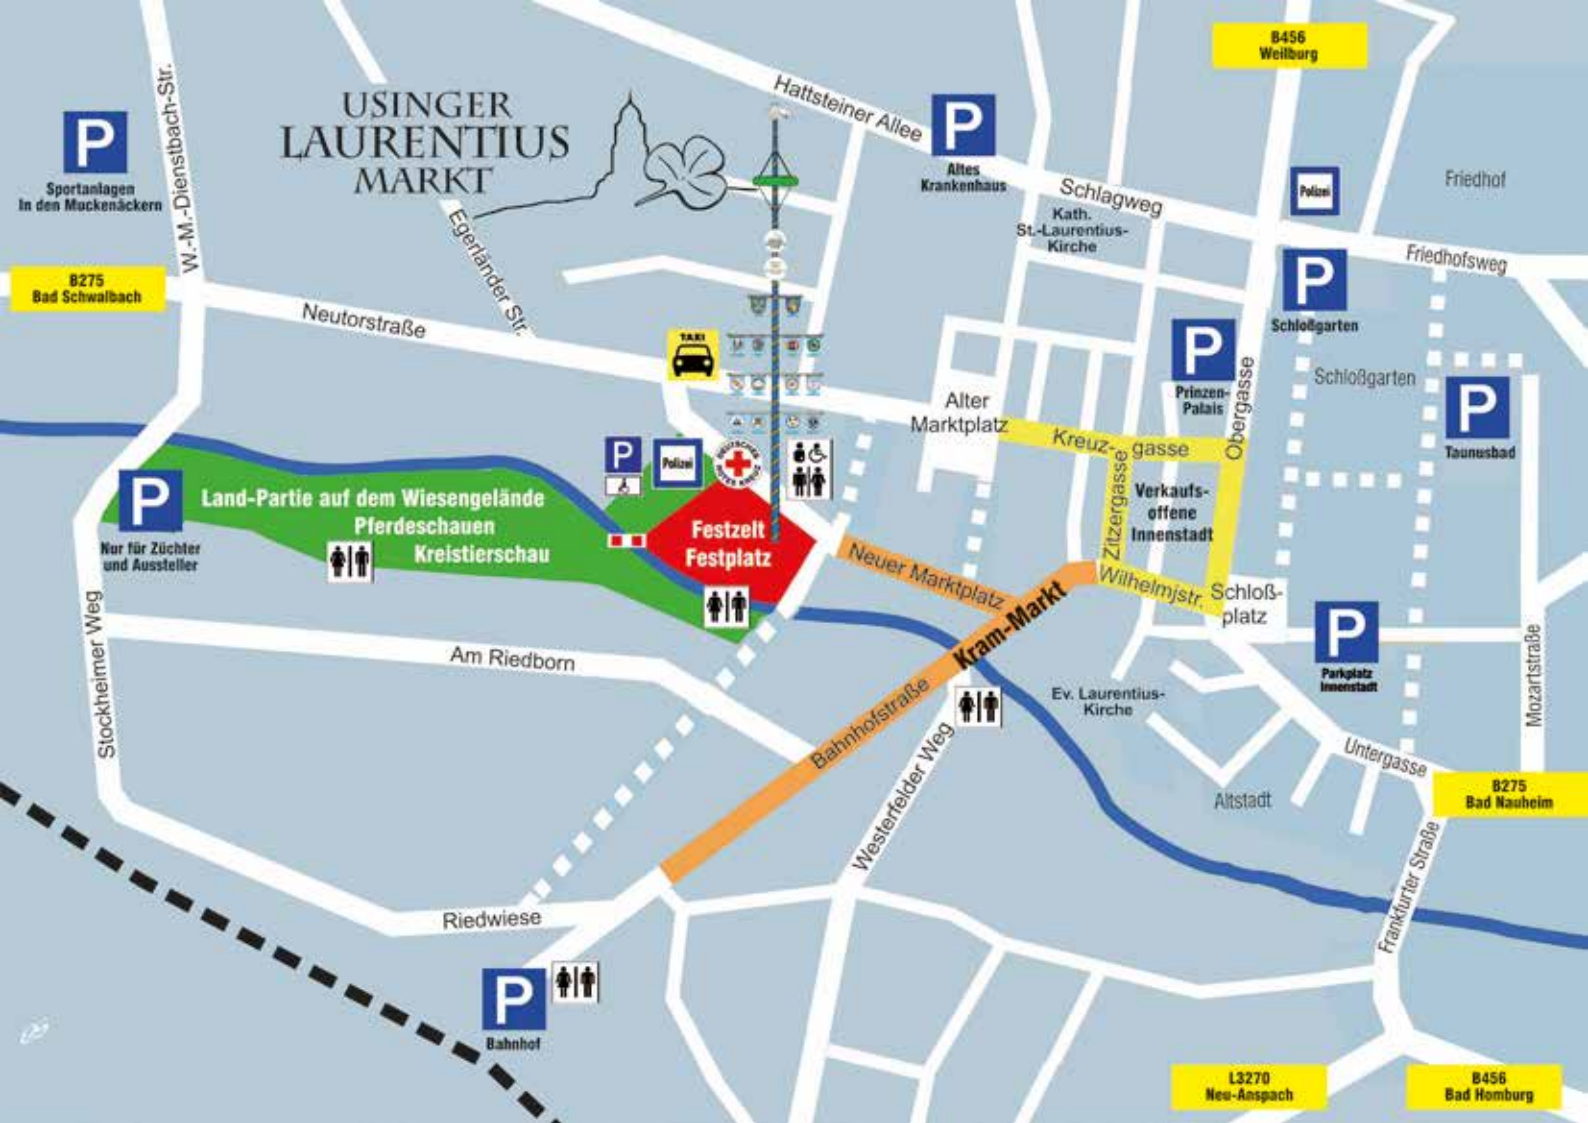 B456
Weilburg
Hattsteiner Allee
USINGER
LAURENTIUS
MARKT
P
Sportanlagen
In den Muckenäckern
W.-M.-Dienstbach-Str.
P
Altes
Krankenhaus
Schlagweg
Kath.
St.-Laurentius-
Kirche
Polizei
Friedhof
Friedhofsweg
Egerländer Str.
B275
Bad Schwalbach
Neutorstraße
TAXI
P
Schloßgarten
P
Prinzen-
Palais
Obergasse
Schloßgarten
P
Taunusbad
Alter
Marktplatz
Kreuz-
gasse
Zitzergasse
Verkaufs-
offene
Innenstadt
P
Polizei
DEUTSCHES
ROTES KREUZ
Festzelt
Festplatz
P
Nur für Züchter
und Aussteller
Land-Partie auf dem Wiesengelände
Pferdeschauen
Kreistierschau
Neuer Marktplatz
Wilhelmjstr.
Schloß-
platz
Kram-Markt
P
Parkplatz
Innenstadt
Stockheimer Weg
Am Riedborn
Bahnhofstraße
Ev. Laurentius-
Kirche
Mozartstraße
Westerfelder Weg
Untergasse
Altstadt
B275
Bad Nauheim
Frankfurter Straße
Riedwiese
P
Bahnhof
L3270
Neu-Anspach
B456
Bad Homburg